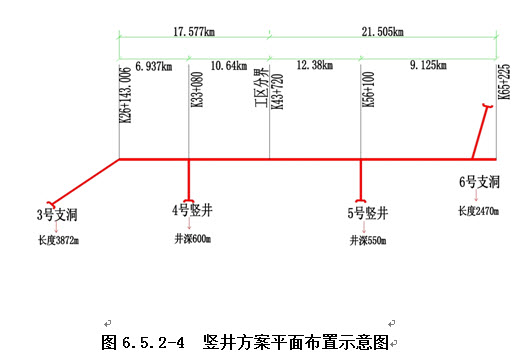 17.577km
21.505km
6.937km
10.64km
12.38km
9.125km
K26+143.006
K33+080
工区分界
K43+720
K56+100
K65+225
3号支洞
长度3872m
4号竖井
井深600m
5号竖井
井深550m
6号支洞
长度2470m
图 6.5.2-4 竖井方案平面布置示意图